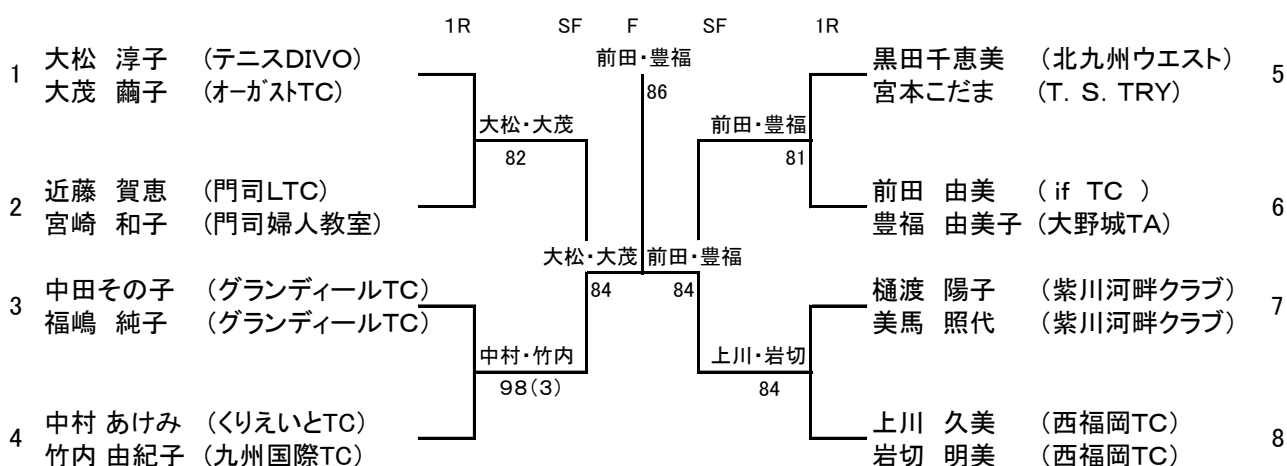 1R SF F SF 1R
大松 淳子 (テニスDIVO) 前田・豊福 黒田千恵美 (北九州ウエスト)
1 5
大茂 繭子 (オーガストTC) 86 宮本こだま (T. S. TRY)
大松・大茂 前田・豊福
82 81
近藤 賀恵 (門司LTC) 前田 由美 ( if TC )
2 6
宮崎 和子 (門司婦人教室) 豊福 由美子 (大野城TA)
大松・大茂 前田・豊福
中田その子 (グランディールTC) 84 84 樋渡 陽子 (紫川河畔クラブ)
3 7
福嶋 純子 (グランディールTC) 美馬 照代 (紫川河畔クラブ)
中村・竹内 上川・岩切
98(3) 84
中村 あけみ (くりえいとTC) 上川 久美 (西福岡TC)
4 8
竹内 由紀子 (九州国際TC) 岩切 明美 (西福岡TC)